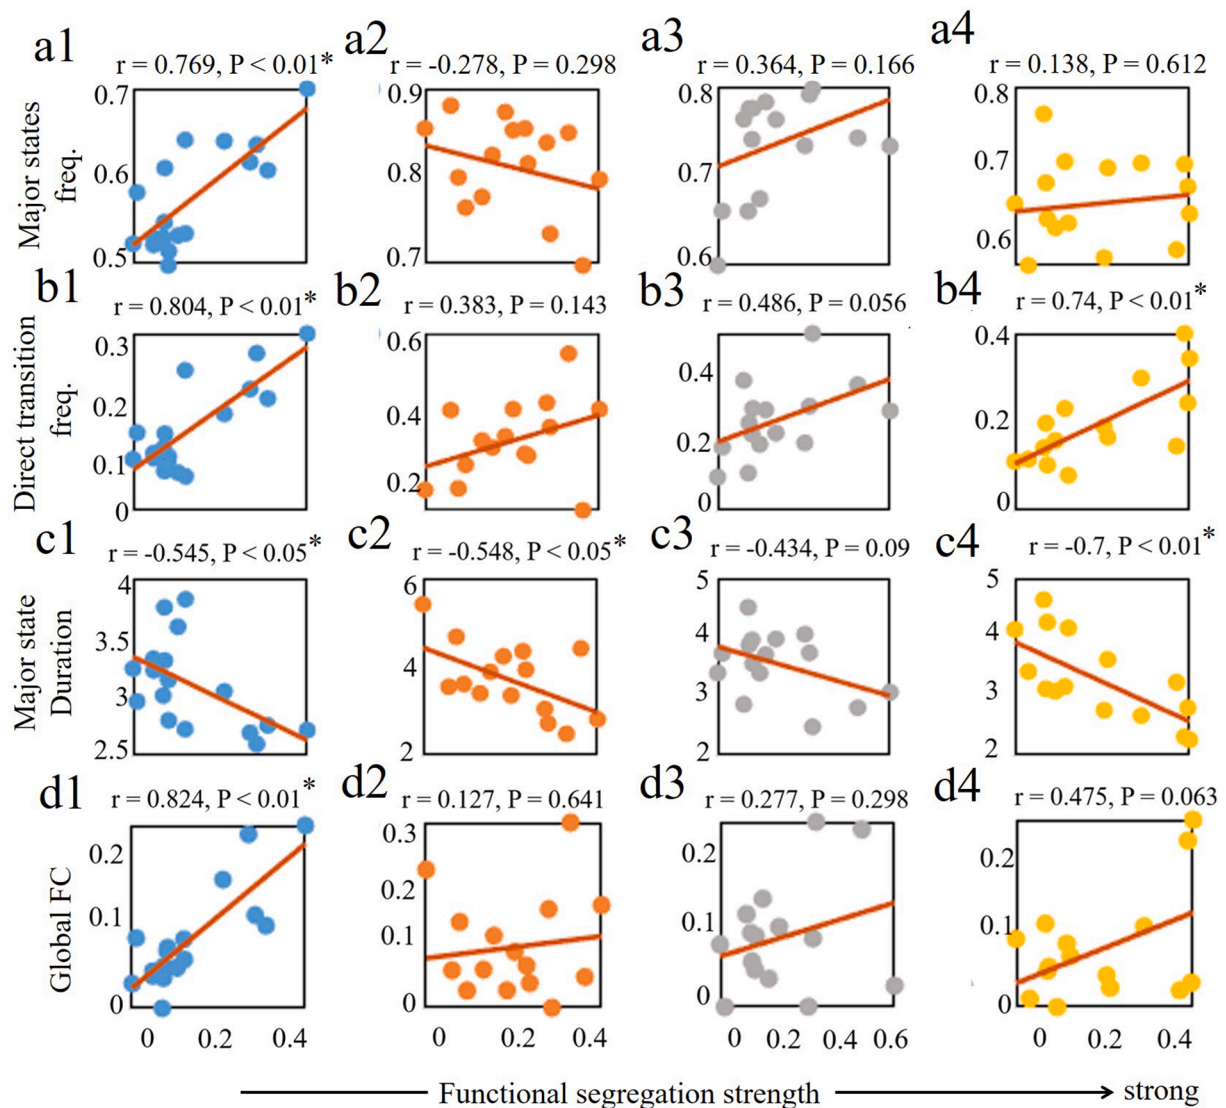 a1 a2 a3 a4
r = 0.769, P < 0.01* r = -0.278, P = 0.298 r = 0.364, P = 0.166 r = 0.138, P = 0.612
Major states
freq.
0.7 0.9 0.8 0.8
0.6 0.8 0.7 0.7
0.5 0.7 0.6 0.6
b1 b2 b3 b4
r = 0.804, P < 0.01* r = 0.383, P = 0.143 r = 0.486, P = 0.056 r = 0.74, P < 0.01*
Direct transition
freq.
0.3 0.6 0.4 0.4
0.2 0.4 0.2 0.2
0.1 0.2 0 0
0
c1 c2 c3 c4
r = -0.545, P < 0.05* r = -0.548, P < 0.05* r = -0.434, P = 0.09 r = -0.7, P < 0.01*
Major state
Duration
4 6 5 5
3.5 4 4 4
3 2 3 3
2.5 2 2
d1 d2 d3 d4
r = 0.824, P < 0.01* r = 0.127, P = 0.641 r = 0.277, P = 0.298 r = 0.475, P = 0.063
Global FC
0.2 0.3 0.2 0.2
0.1 0.2 0.1 0.1
0 0.1 0 0
0
0 0.2 0.4 0 0.2 0.4 0 0.2 0.4 0.6 0 0.2 0.4
Functional segregation strength strong